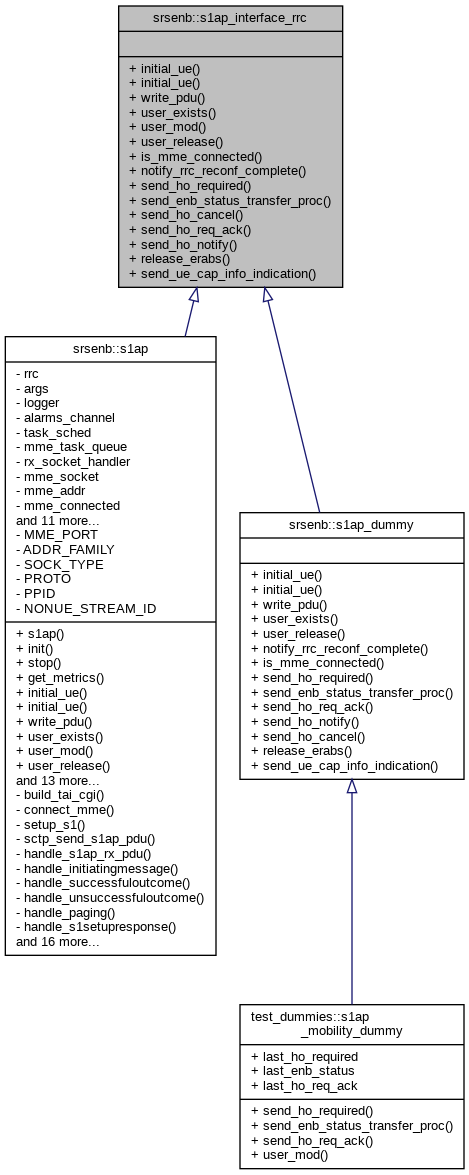 srsenb::s1ap_interface_rrc
+ initial_ue()
+ initial_ue()
+ write_pdu()
+ user_exists()
+ user_mod()
+ user_release()
+ is_mme_connected()
+ notify_rrc_reconf_complete()
+ send_ho_required()
+ send_enb_status_transfer_proc()
+ send_ho_cancel()
+ send_ho_req_ack()
+ send_ho_notify()
+ release_erabs()
+ send_ue_cap_info_indication()
srsenb::s1ap
- rrc
- args
- logger
- alarms_channel
- task_sched
- mme_task_queue
- rx_socket_handler
- mme_socket
- mme_addr
- mme_connected
and 11 more...
- MME_PORT
- ADDR_FAMILY
- SOCK_TYPE
- PROTO
- PPID
- NONUE_STREAM_ID
+ s1ap()
+ init()
+ stop()
+ get_metrics()
+ initial_ue()
+ initial_ue()
+ write_pdu()
+ user_exists()
+ user_mod()
+ user_release()
and 13 more...
- build_tai_cgi()
- connect_mme()
- setup_s1()
- sctp_send_s1ap_pdu()
- handle_s1ap_rx_pdu()
- handle_initiatingmessage()
- handle_successfuloutcome()
- handle_unsuccessfuloutcome()
- handle_paging()
- handle_s1setupresponse()
and 16 more...
srsenb::s1ap_dummy
+ initial_ue()
+ initial_ue()
+ write_pdu()
+ user_exists()
+ user_release()
+ notify_rrc_reconf_complete()
+ is_mme_connected()
+ send_ho_required()
+ send_enb_status_transfer_proc()
+ send_ho_req_ack()
+ send_ho_notify()
+ send_ho_cancel()
+ release_erabs()
+ send_ue_cap_info_indication()
test_dummies::s1ap
_mobility_dummy
+ last_ho_required
+ last_enb_status
+ last_ho_req_ack
+ send_ho_required()
+ send_enb_status_transfer_proc()
+ send_ho_req_ack()
+ user_mod()